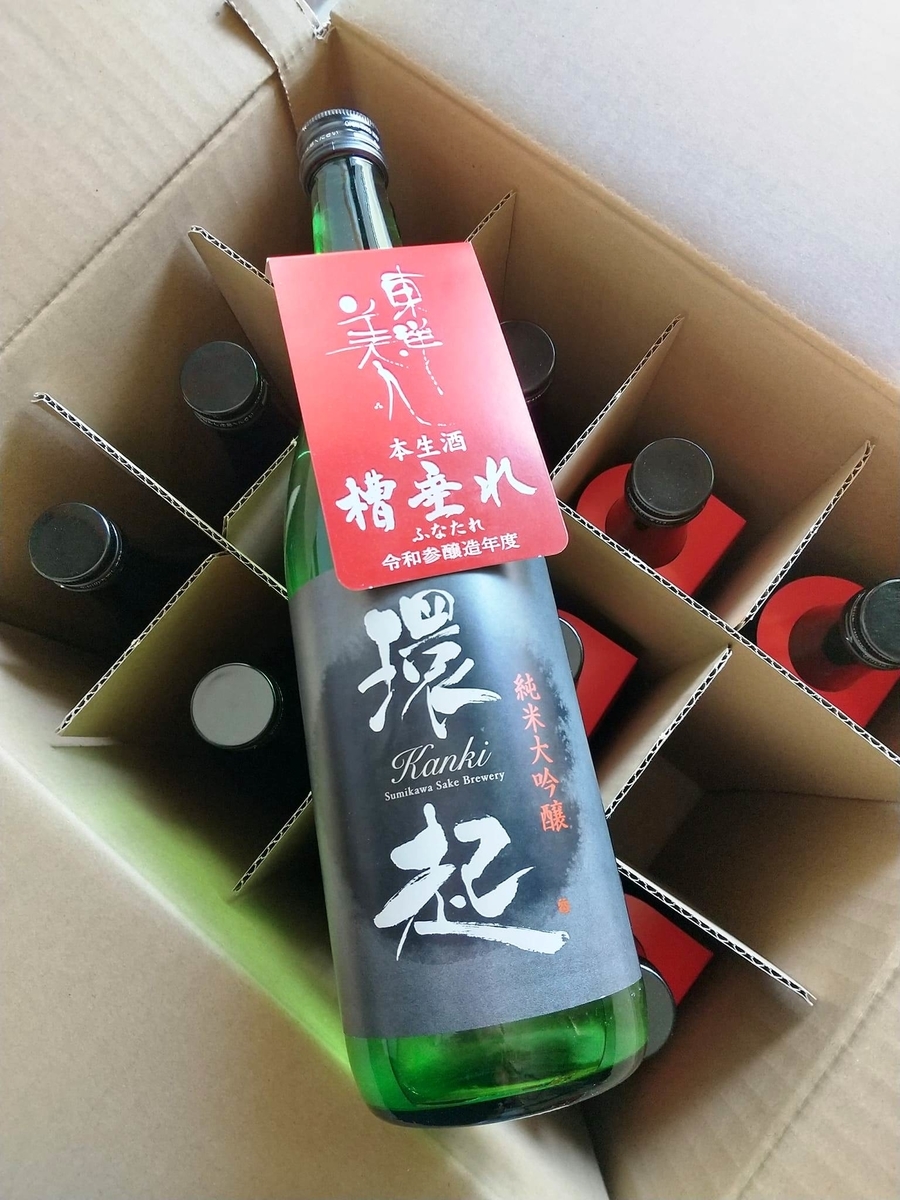 東洋
美人
本生酒
槽垂れ
ふなたれ
令和参醸造年度
環
Kanki
Sumikawa Sake Brewery
起
純米大吟醸